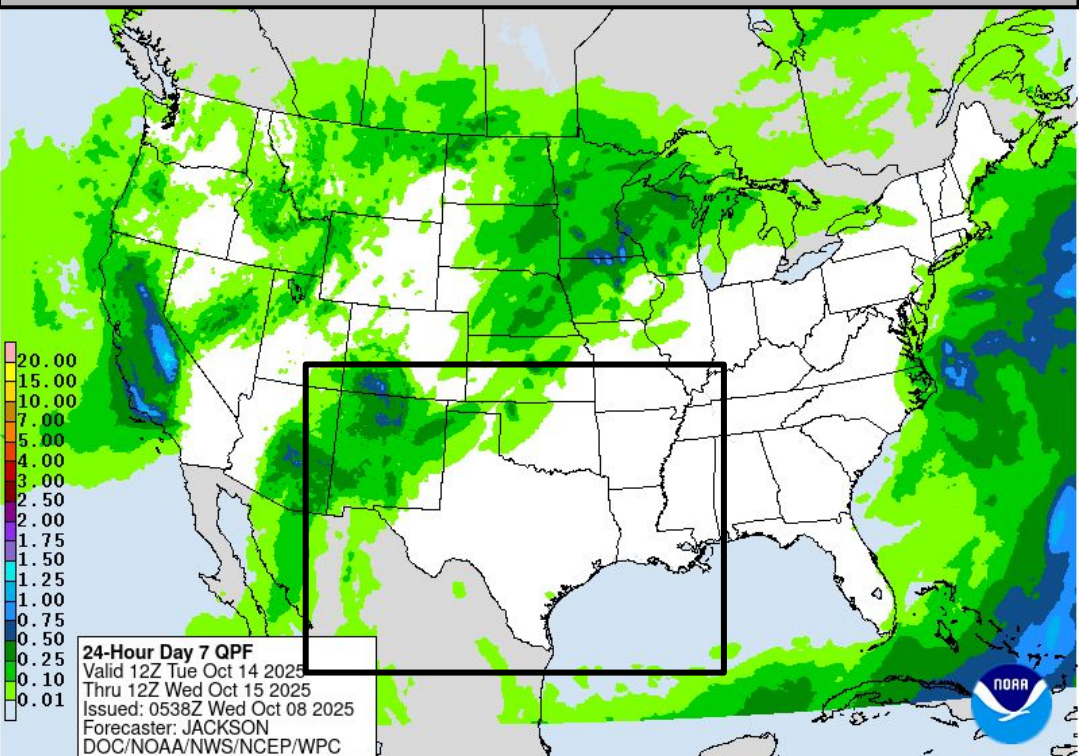 20.00
15.00
10.00
7.00
5.00
4.00
3.00
2.50
2.00
1.75
1.50
1.25
1.00
0.75
0.50
0.25
0.10
0.01
24-Hour Day 7 QPF
Valid 12Z Tue Oct 14 2025
Thru 12Z Wed Oct 15 2025
Issued: 0538Z Wed Oct 08 2025
Forecaster: JACKSON
DOC/NOAA/NWS/NCEP/WPC
NOAA